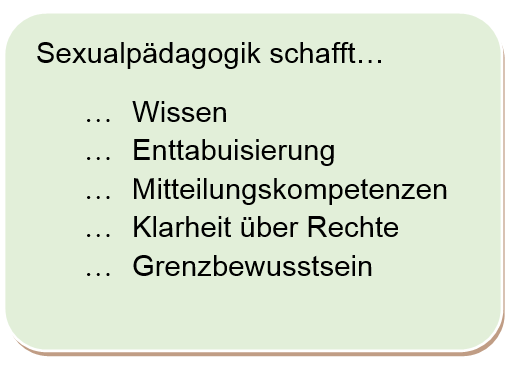 Sexualpädagogik schafft…
… Wissen
… Enttabuisierung
… Mitteilungskompetenzen
… Klarheit über Rechte
… Grenzbewusstsein